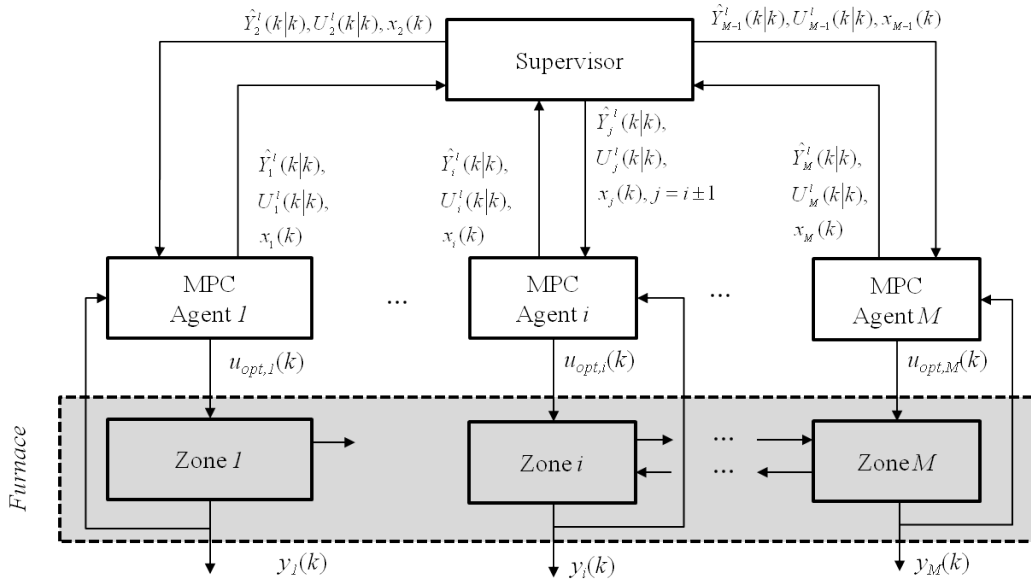 Ŷ₂ˡ(k|k), U₂ˡ(k|k), x₂(k)
Ŷ_{M-1}ˡ(k|k), U_{M-1}ˡ(k|k), x_{M-1}(k)
Supervisor
Ŷ₁ˡ(k|k),
U₁ˡ(k|k),
x₁(k)
Ŷᵢˡ(k|k),
Uᵢˡ(k|k),
xᵢ(k)
Ŷⱼˡ(k|k),
Uⱼˡ(k|k),
xⱼ(k), j = i ± 1
Ŷ_Mˡ(k|k),
U_Mˡ(k|k),
x_M(k)
MPC
Agent 1
...
MPC
Agent i
...
MPC
Agent M
u_{opt,1}(k)
u_{opt,i}(k)
u_{opt,M}(k)
Furnace
Zone 1
Zone i
...
...
Zone M
y₁(k)
yᵢ(k)
y_M(k)